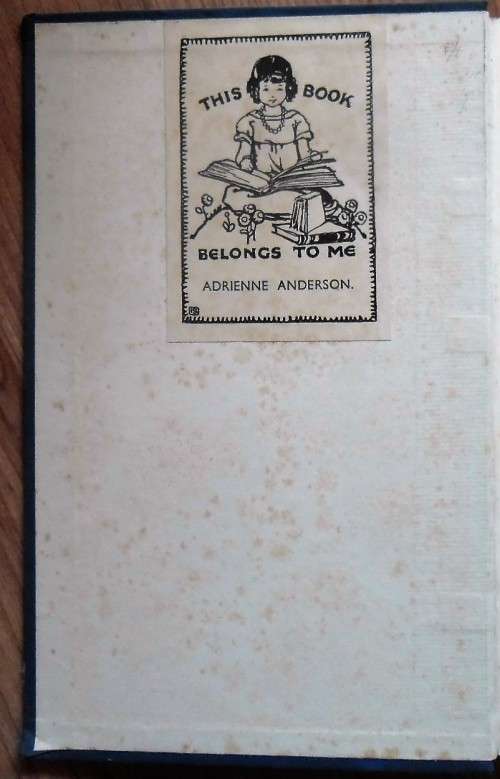 THIS BOOK
BELONGS TO ME
ADRIENNE ANDERSON.